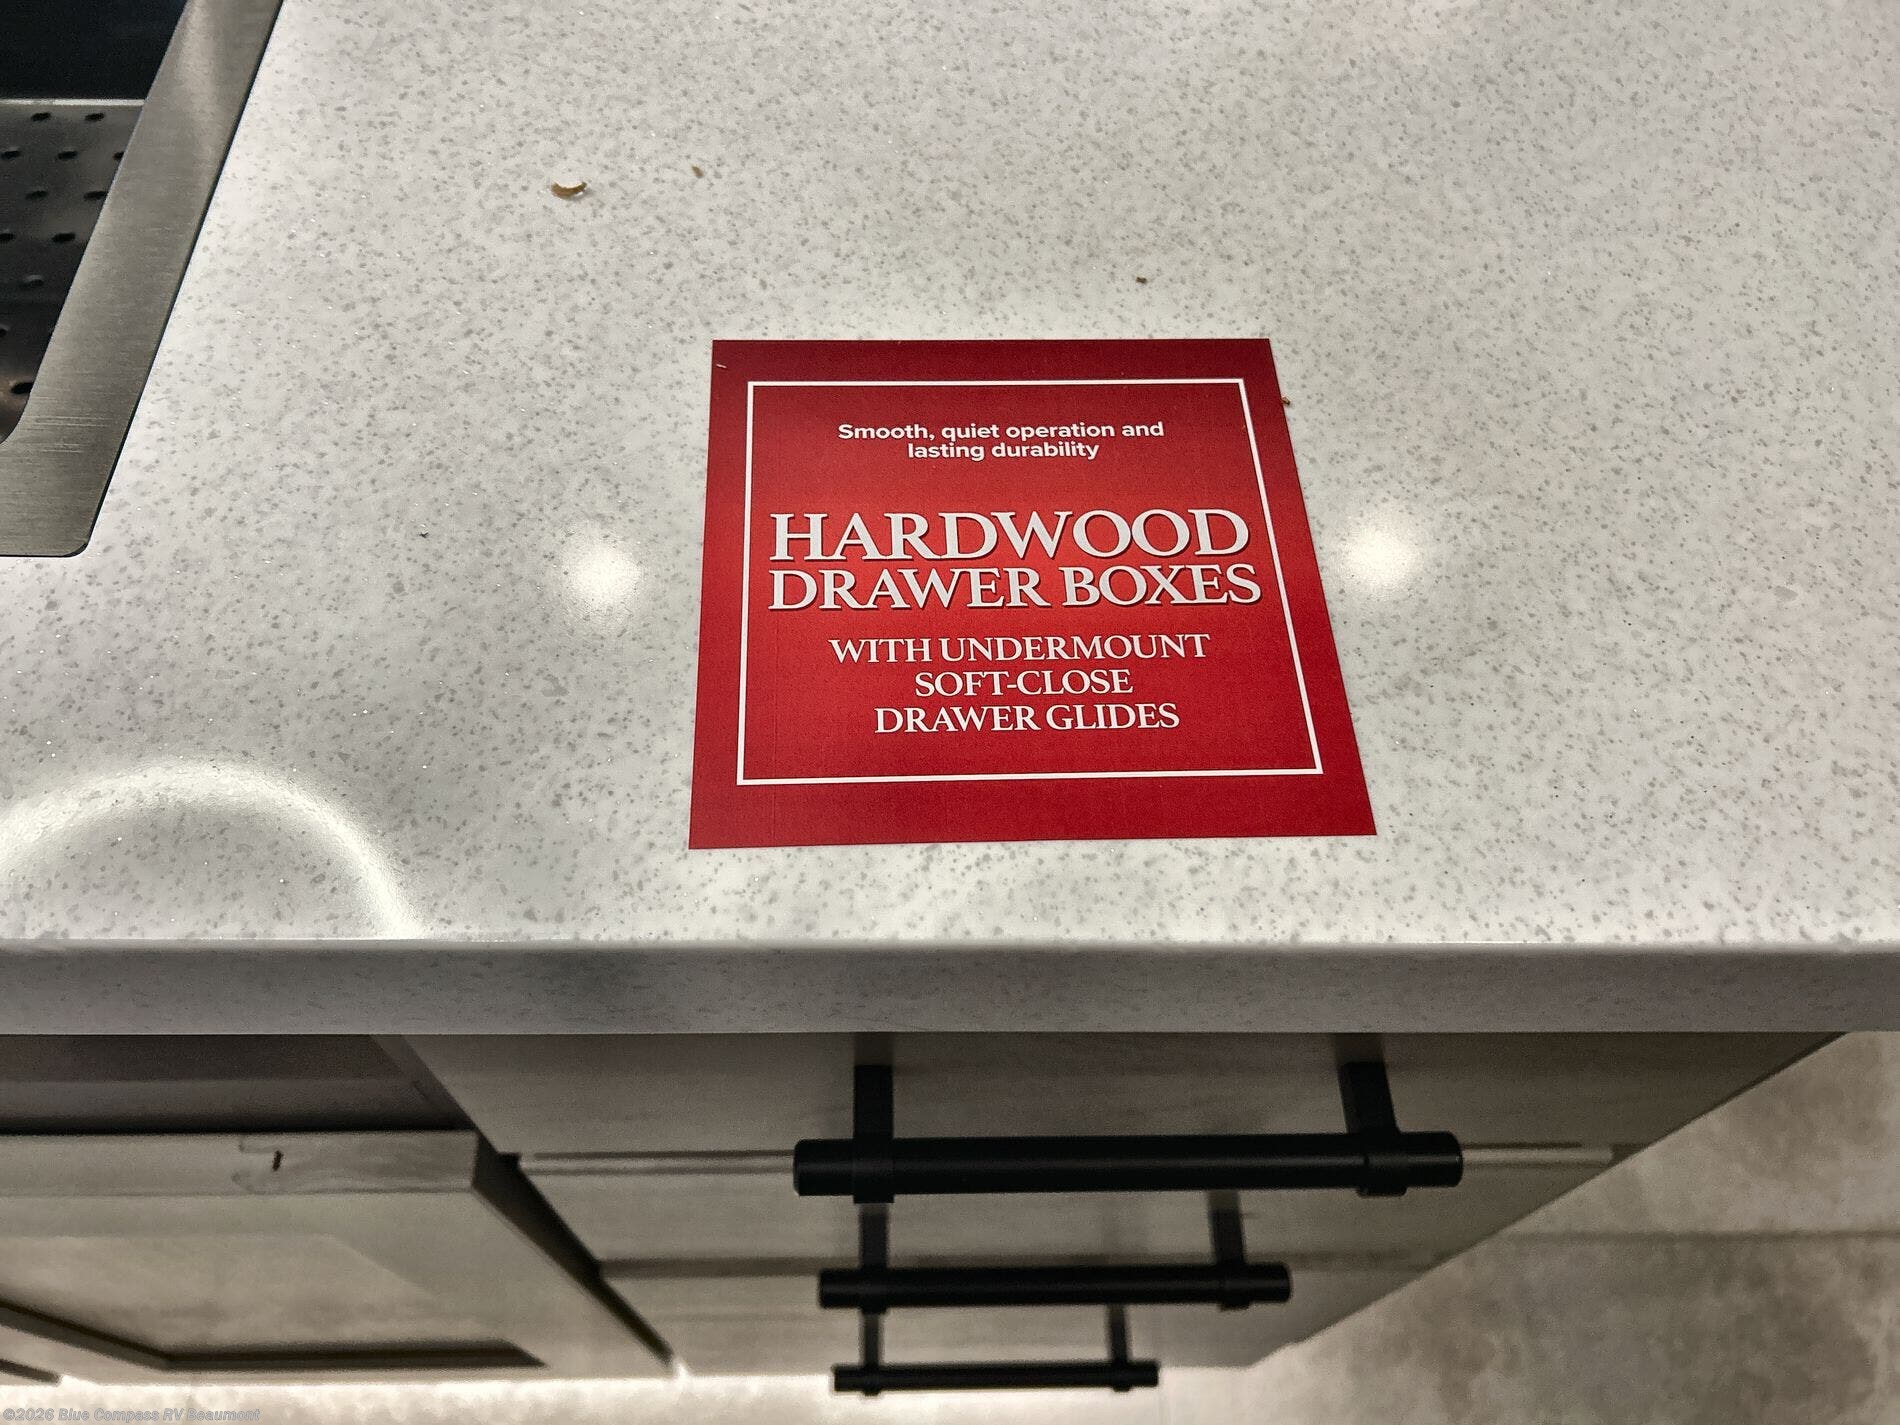 Smooth, quiet operation and
lasting durability
HARDWOOD
DRAWER BOXES
WITH UNDERMOUNT
SOFT-CLOSE
DRAWER GLIDES
©2026 Blue Compass RV Beaumont